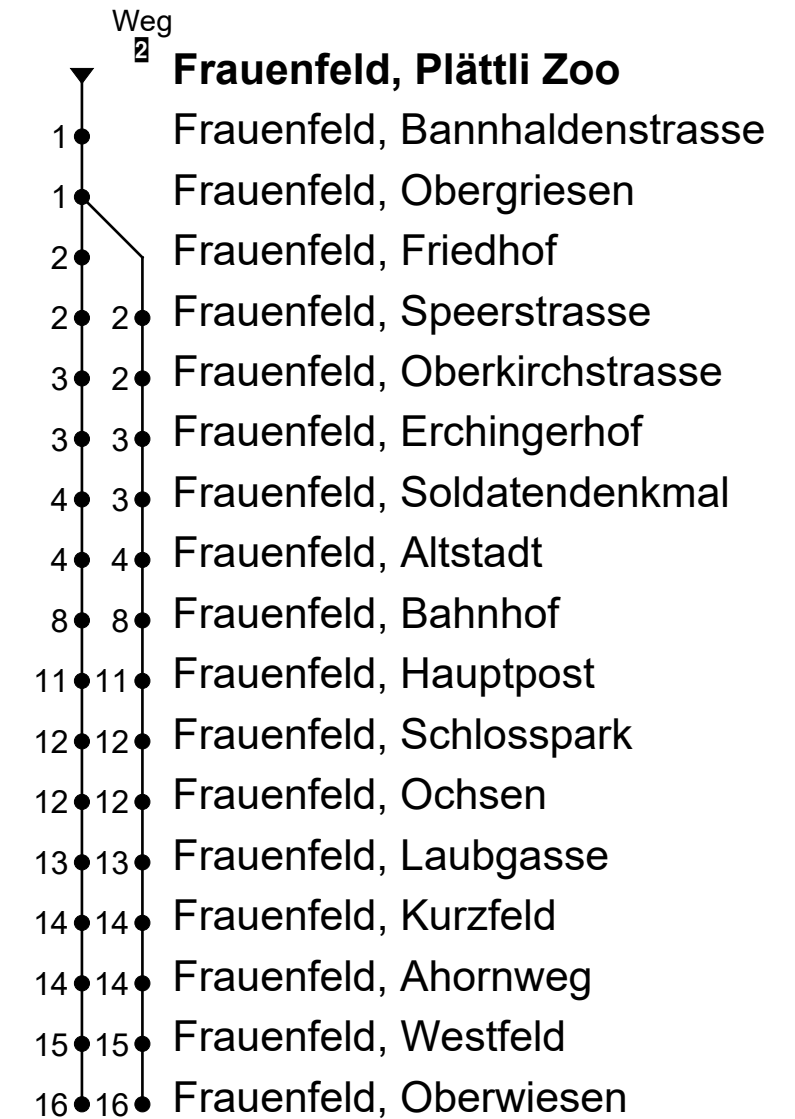 Weg
2 Frauenfeld, Plättli Zoo
1 Frauenfeld, Bannhaldenstrasse
1 Frauenfeld, Obergriesen
2 Frauenfeld, Friedhof
2 2 Frauenfeld, Speerstrasse
3 2 Frauenfeld, Oberkirchstrasse
3 3 Frauenfeld, Erchingerhof
4 3 Frauenfeld, Soldatendenkmal
4 4 Frauenfeld, Altstadt
8 8 Frauenfeld, Bahnhof
11 11 Frauenfeld, Hauptpost
12 12 Frauenfeld, Schlosspark
12 12 Frauenfeld, Ochsen
13 13 Frauenfeld, Laubgasse
14 14 Frauenfeld, Kurzfeld
14 14 Frauenfeld, Ahornweg
15 15 Frauenfeld, Westfeld
16 16 Frauenfeld, Oberwiesen